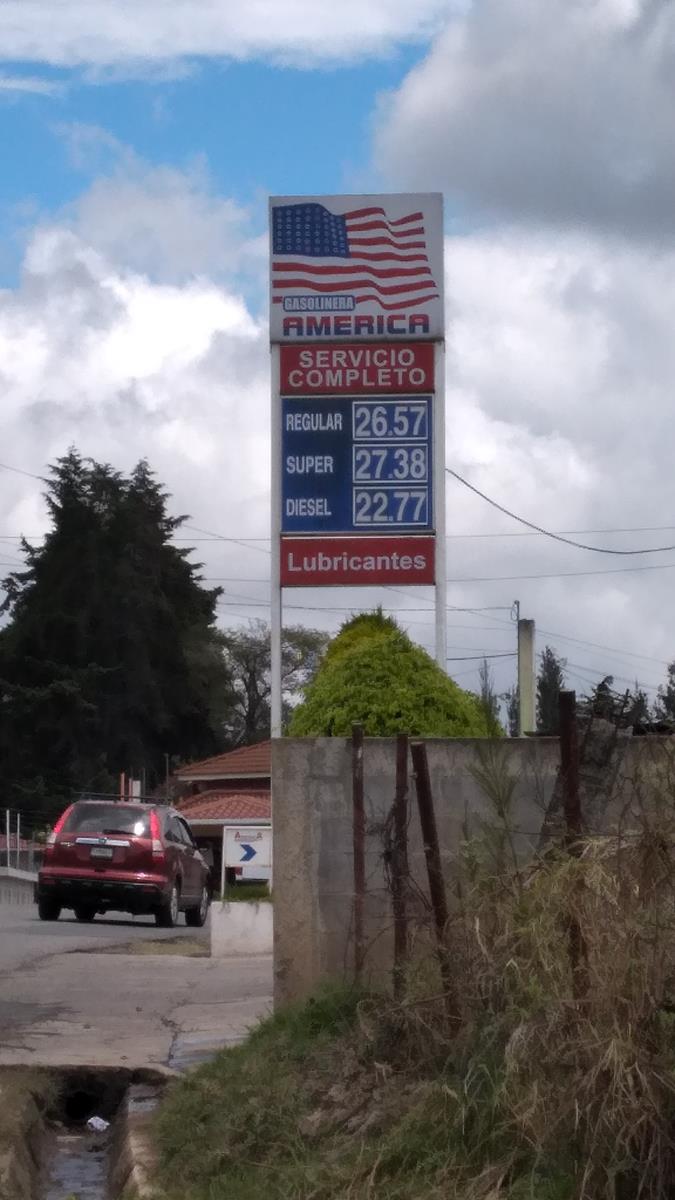 GASOLINERA
AMERICA
SERVICIO
COMPLETO
REGULAR 26.57
SUPER 27.38
DIESEL 22.77
Lubricantes